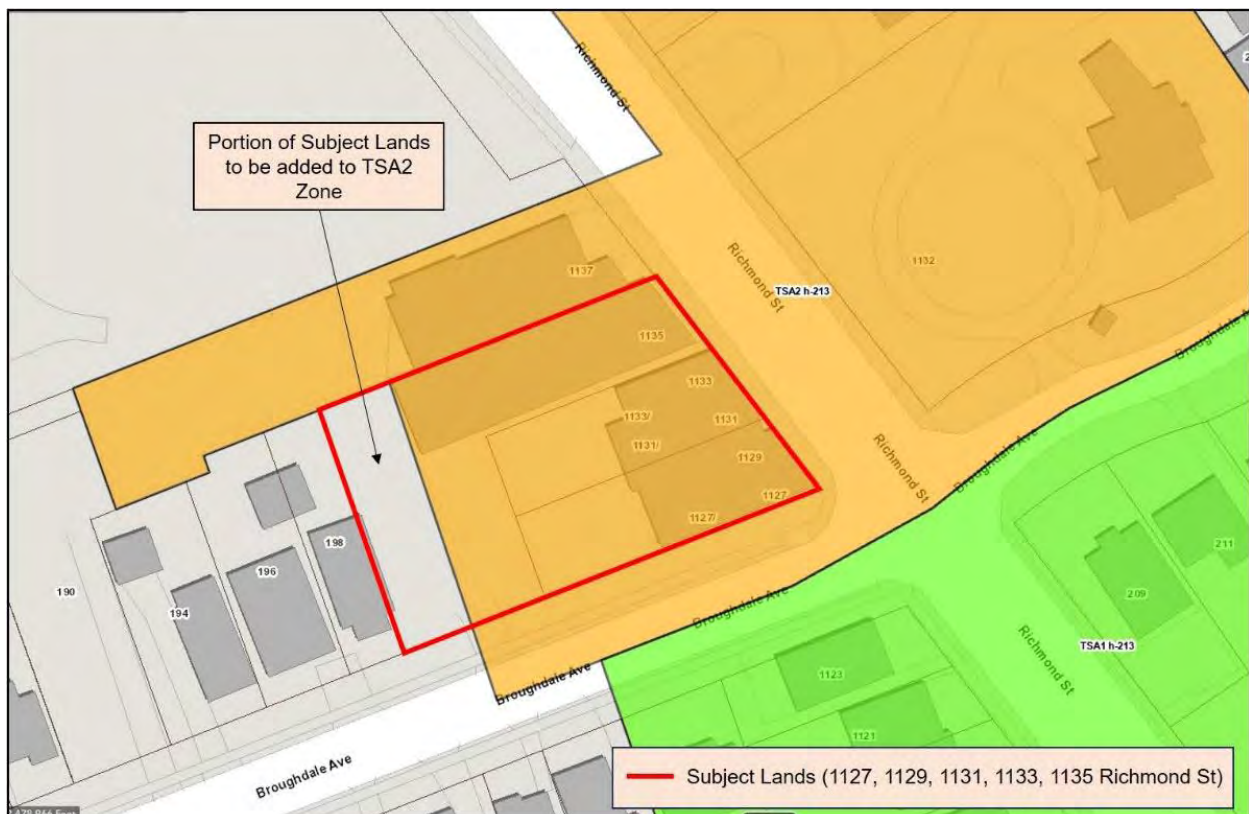 Richmond St
Portion of Subject Lands
to be added to TSA2
Zone
1137
Richmond St
1132
TSA2 h-213
1135
Broughdale A
1133
1133/
1131
1131/
1129
Richmond St
Broughdale Ave
1127
1127/
198
196
190
194
211
209
Broughdale Ave
Richmond St
TSA1 h-213
1123
Broughdale Ave
1121
Broughdale Ave
Subject Lands (1127, 1129, 1131, 1133, 1135 Richmond St)